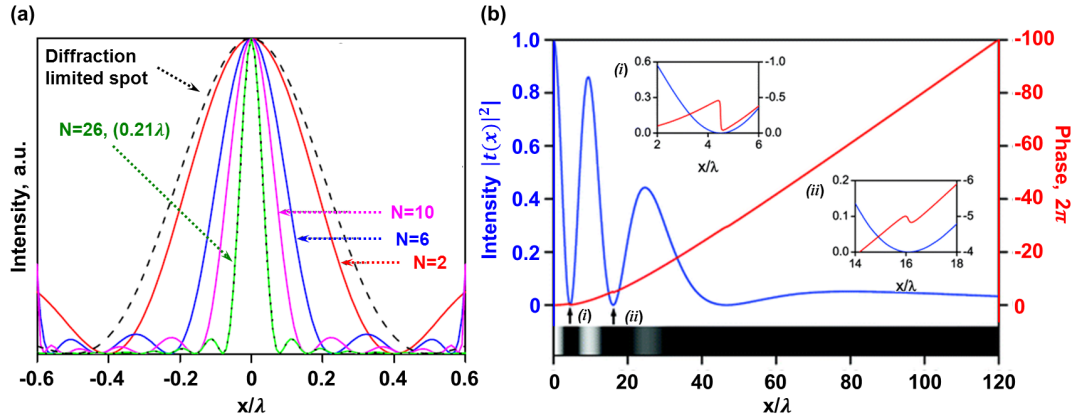 (a)
Diffraction
limited spot
N=26, (0.21λ)
N=10
N=6
N=2
Intensity, a.u.
-0.6 -0.4 -0.2 0 0.2 0.4 0.6
x/λ
(b)
1.0
0.8
0.6
0.4
0.2
0
Intensity |t(x)|²
(i)
0.6
0.3
0.0
-1.0
-0.5
-0.0
2 4 6
x/λ
(ii)
0.2
0.1
0.0
-6
-5
-4
14 15 16 17 18
x/λ
(i)
(ii)
-100
-80
-60
-40
-20
0
Phase, 2π
0 20 40 60 80 100 120
x/λ